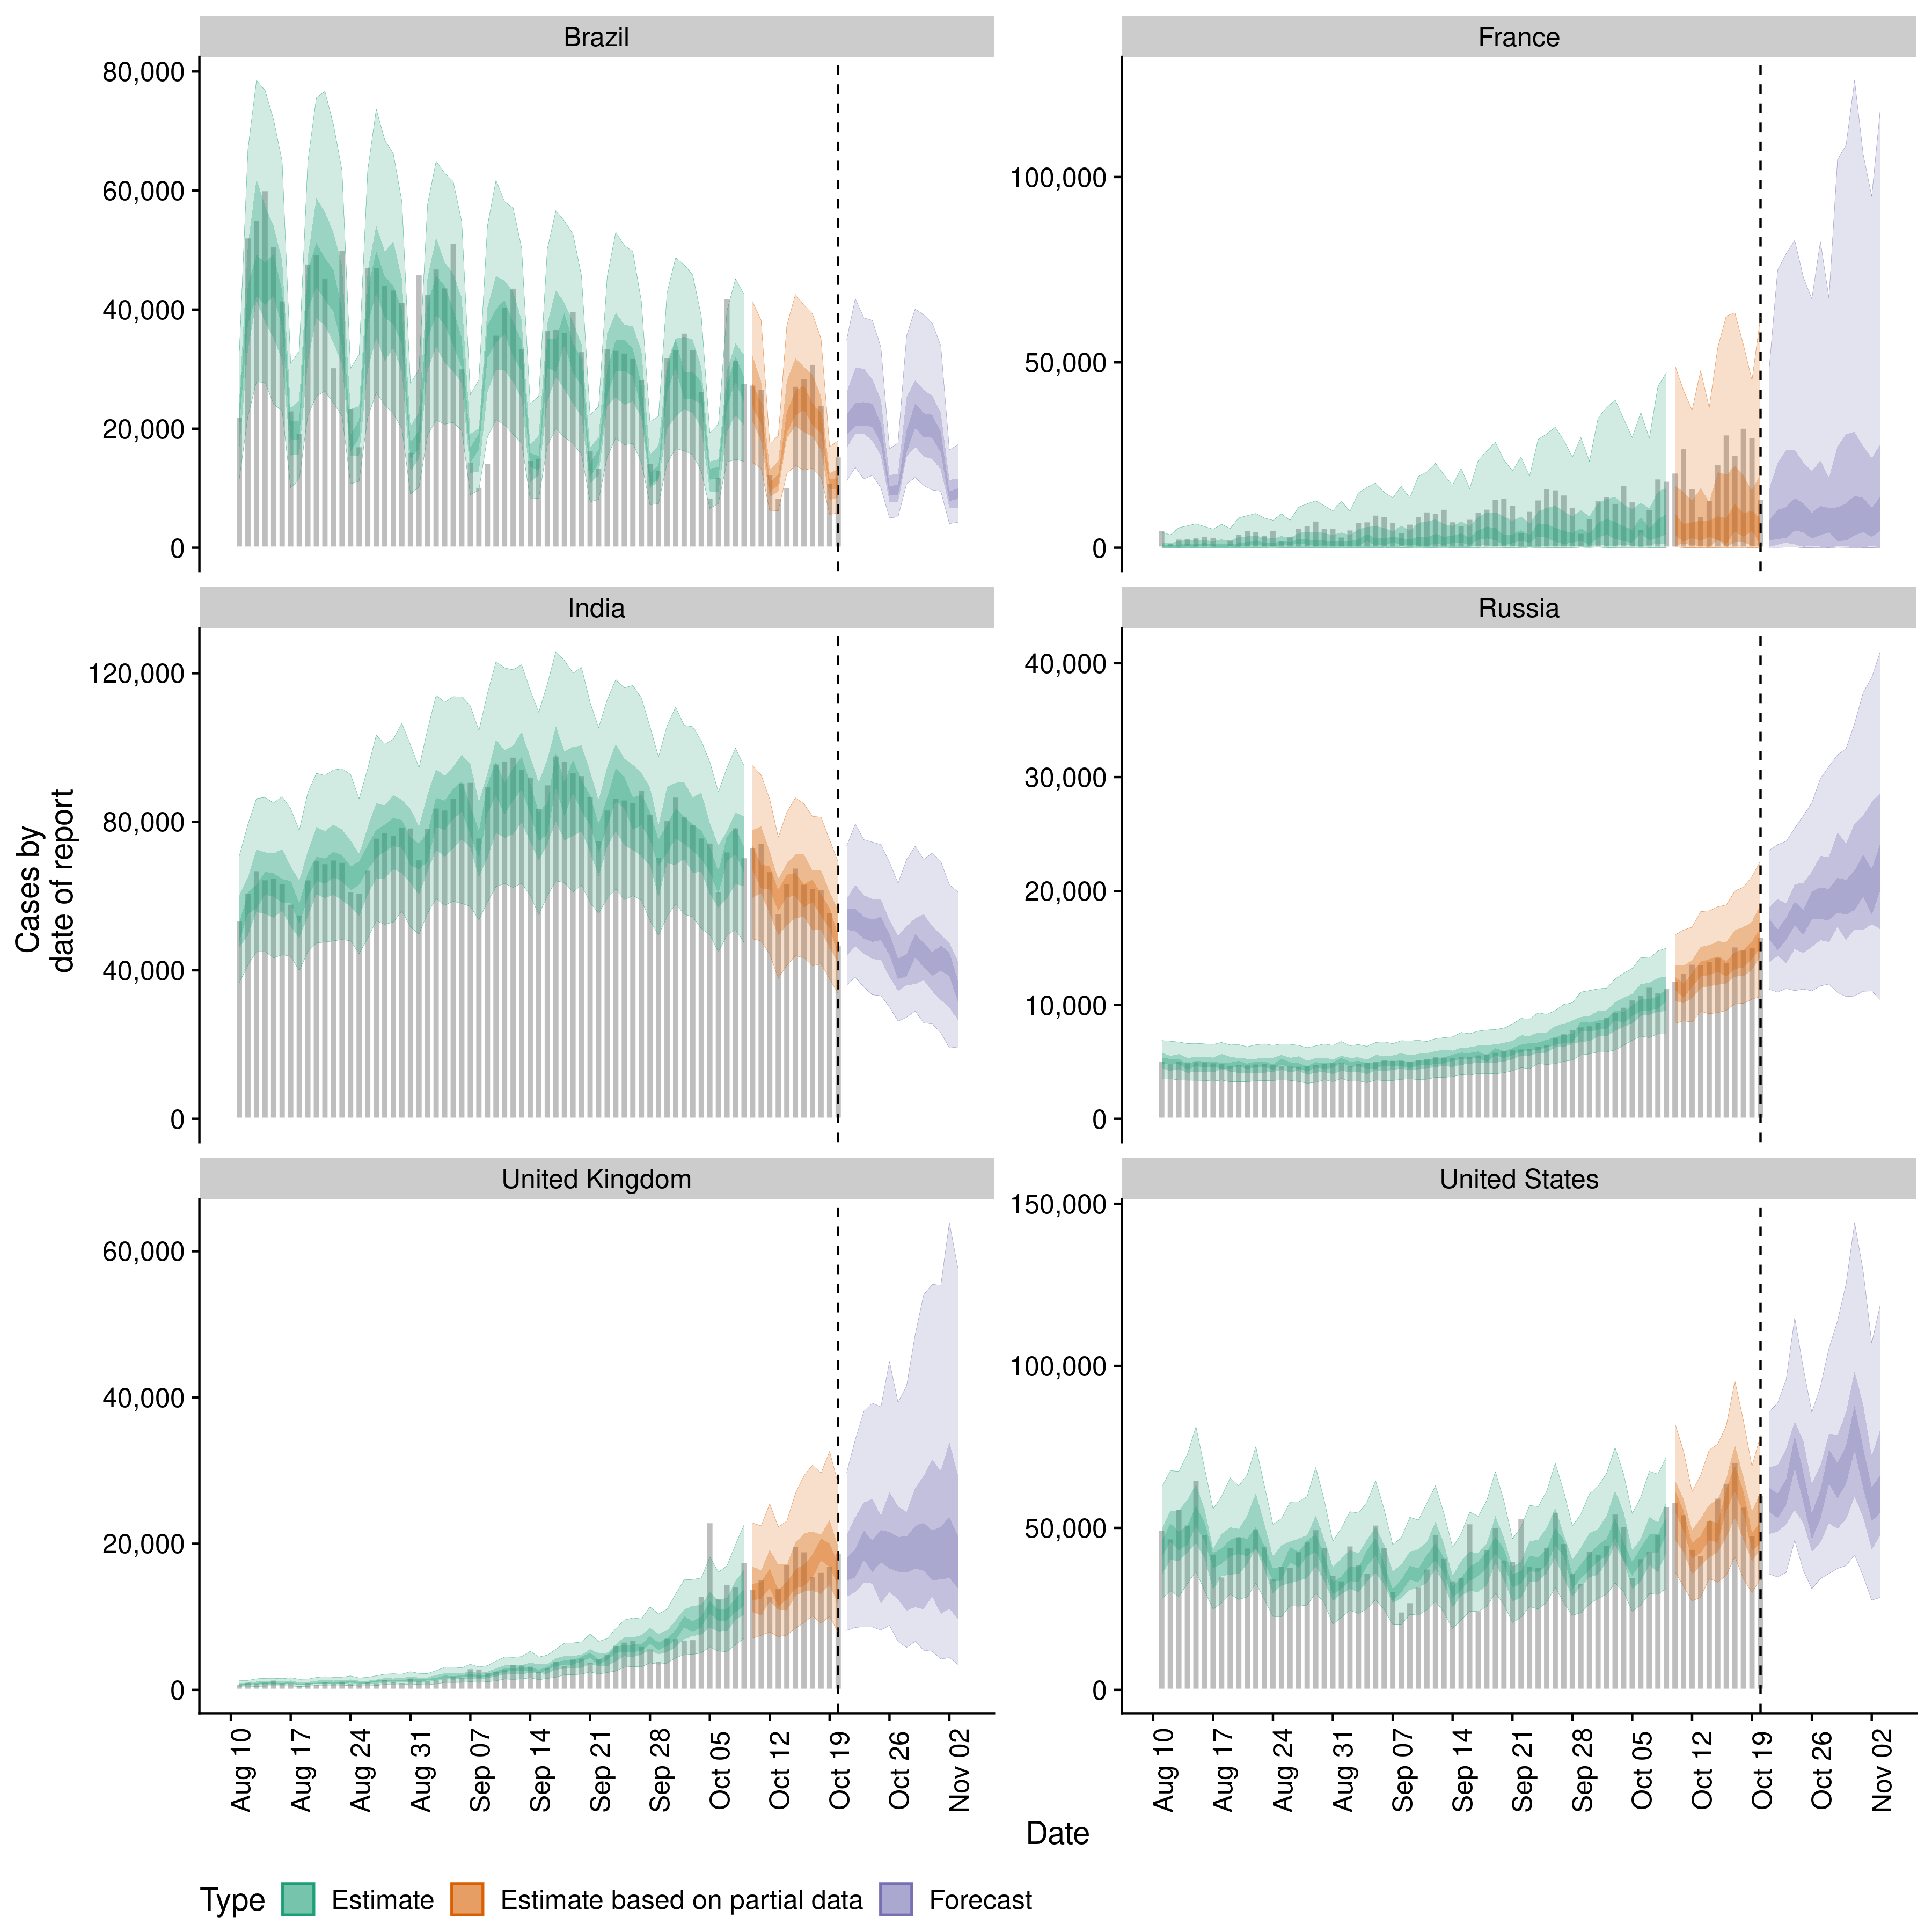 Brazil
France
80,000
60,000
40,000
20,000
0
100,000
50,000
0
India
Russia
120,000
80,000
40,000
0
40,000
30,000
20,000
10,000
0
United Kingdom
United States
60,000
40,000
20,000
0
150,000
100,000
50,000
0
Cases by
date of report
Aug 10
Aug 17
Aug 24
Aug 31
Sep 07
Sep 14
Sep 21
Sep 28
Oct 05
Oct 12
Oct 19
Oct 26
Nov 02
Aug 10
Aug 17
Aug 24
Aug 31
Sep 07
Sep 14
Sep 21
Sep 28
Oct 05
Oct 12
Oct 19
Oct 26
Nov 02
Date
Type Estimate Estimate based on partial data Forecast